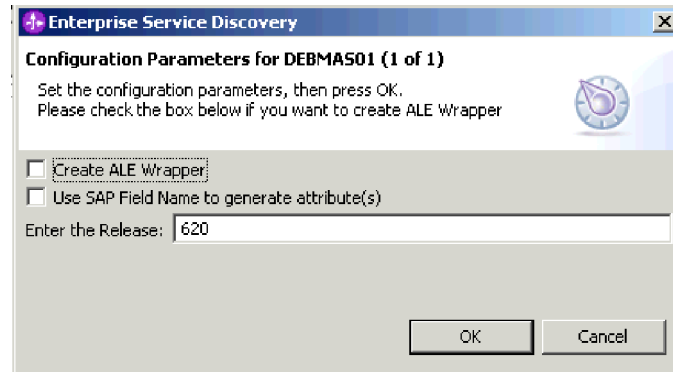 Enterprise Service Discovery
Configuration Parameters for DEBMAS01 (1 of 1)
Set the configuration parameters, then press OK.
Please check the box below if you want to create ALE Wrapper
Create ALE Wrapper
Use SAP Field Name to generate attribute(s)
Enter the Release: 620
OK Cancel